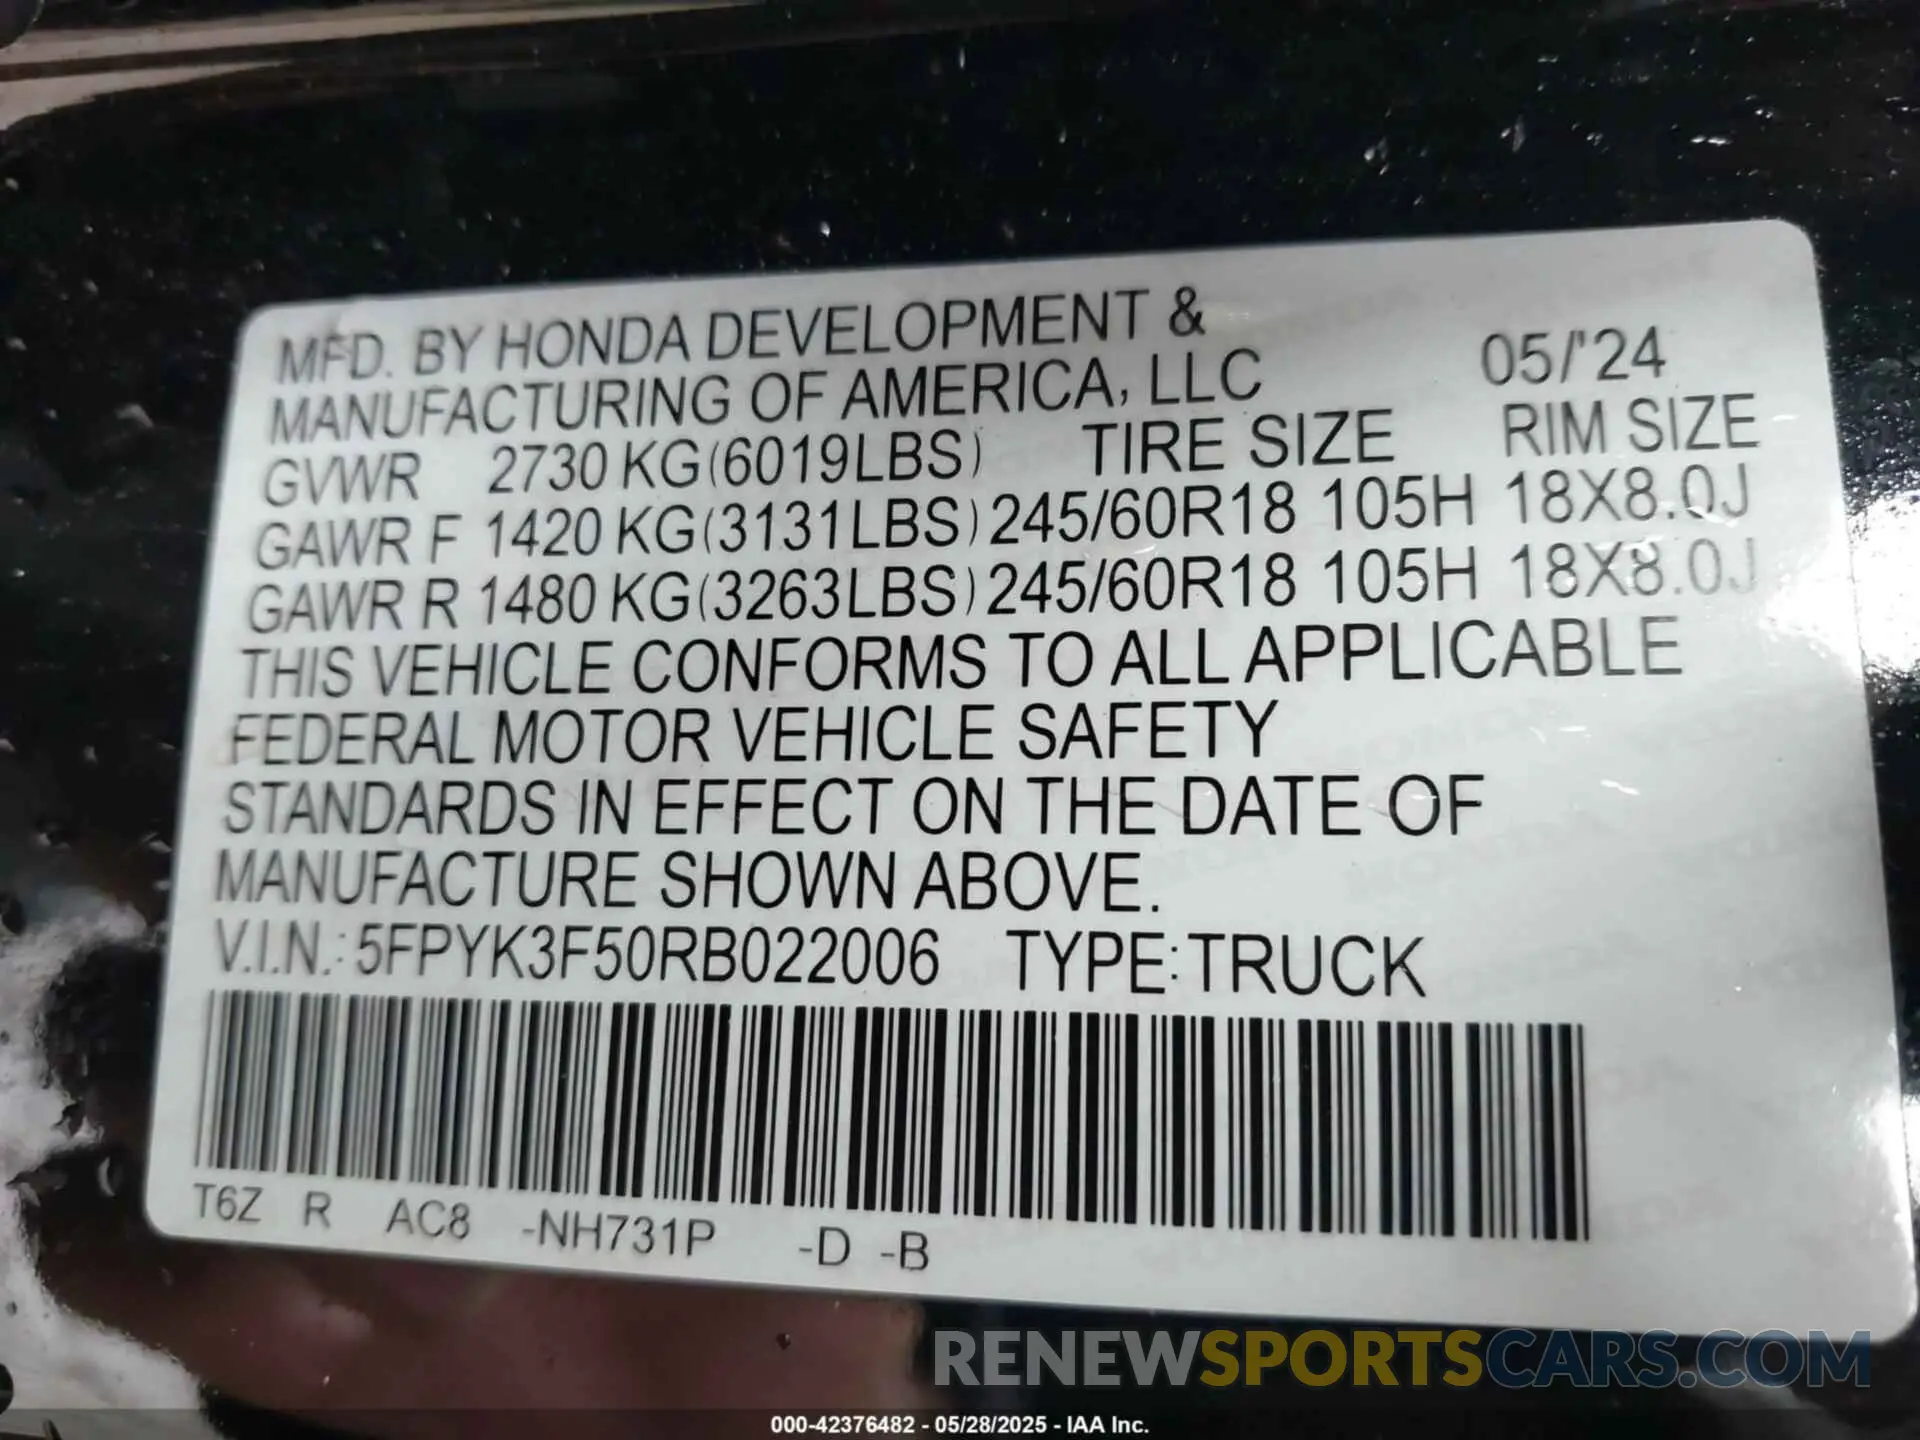 MFD. BY HONDA DEVELOPMENT &
MANUFACTURING OF AMERICA, LLC 05/'24
GVWR 2730 KG(6019LBS) TIRE SIZE RIM SIZE
GAWR F 1420 KG(3131LBS) 245/60R18 105H 18X8.0J
GAWR R 1480 KG(3263LBS) 245/60R18 105H 18X8.0J
THIS VEHICLE CONFORMS TO ALL APPLICABLE
FEDERAL MOTOR VEHICLE SAFETY
STANDARDS IN EFFECT ON THE DATE OF
MANUFACTURE SHOWN ABOVE.
V.I.N.: 5FPYK3F50RB022006 TYPE: TRUCK
T6Z R AC8 -NH731P -D -B
RENEWSPORTSCARS.COM
000-42376482 - 05/28/2025 - IAA Inc.